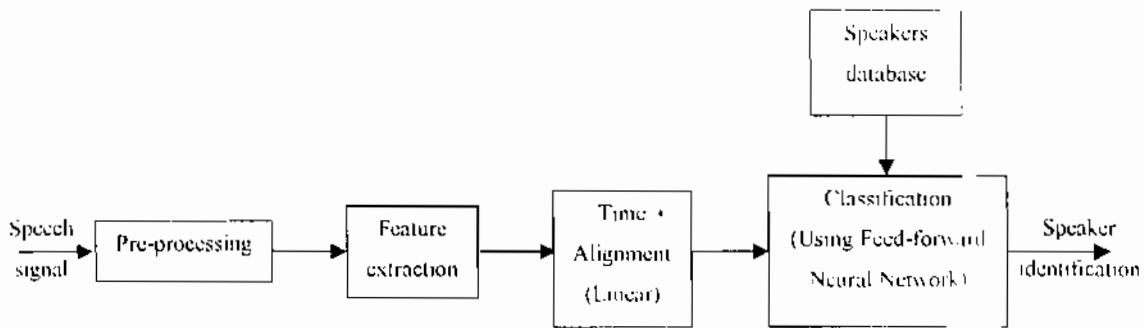 Speakers
database
Speech
signal
Pre-processing
Feature
extraction
Time
Alignment
(Linear)
Classification
(Using Feed-forward
Neural Network)
Speaker
identification